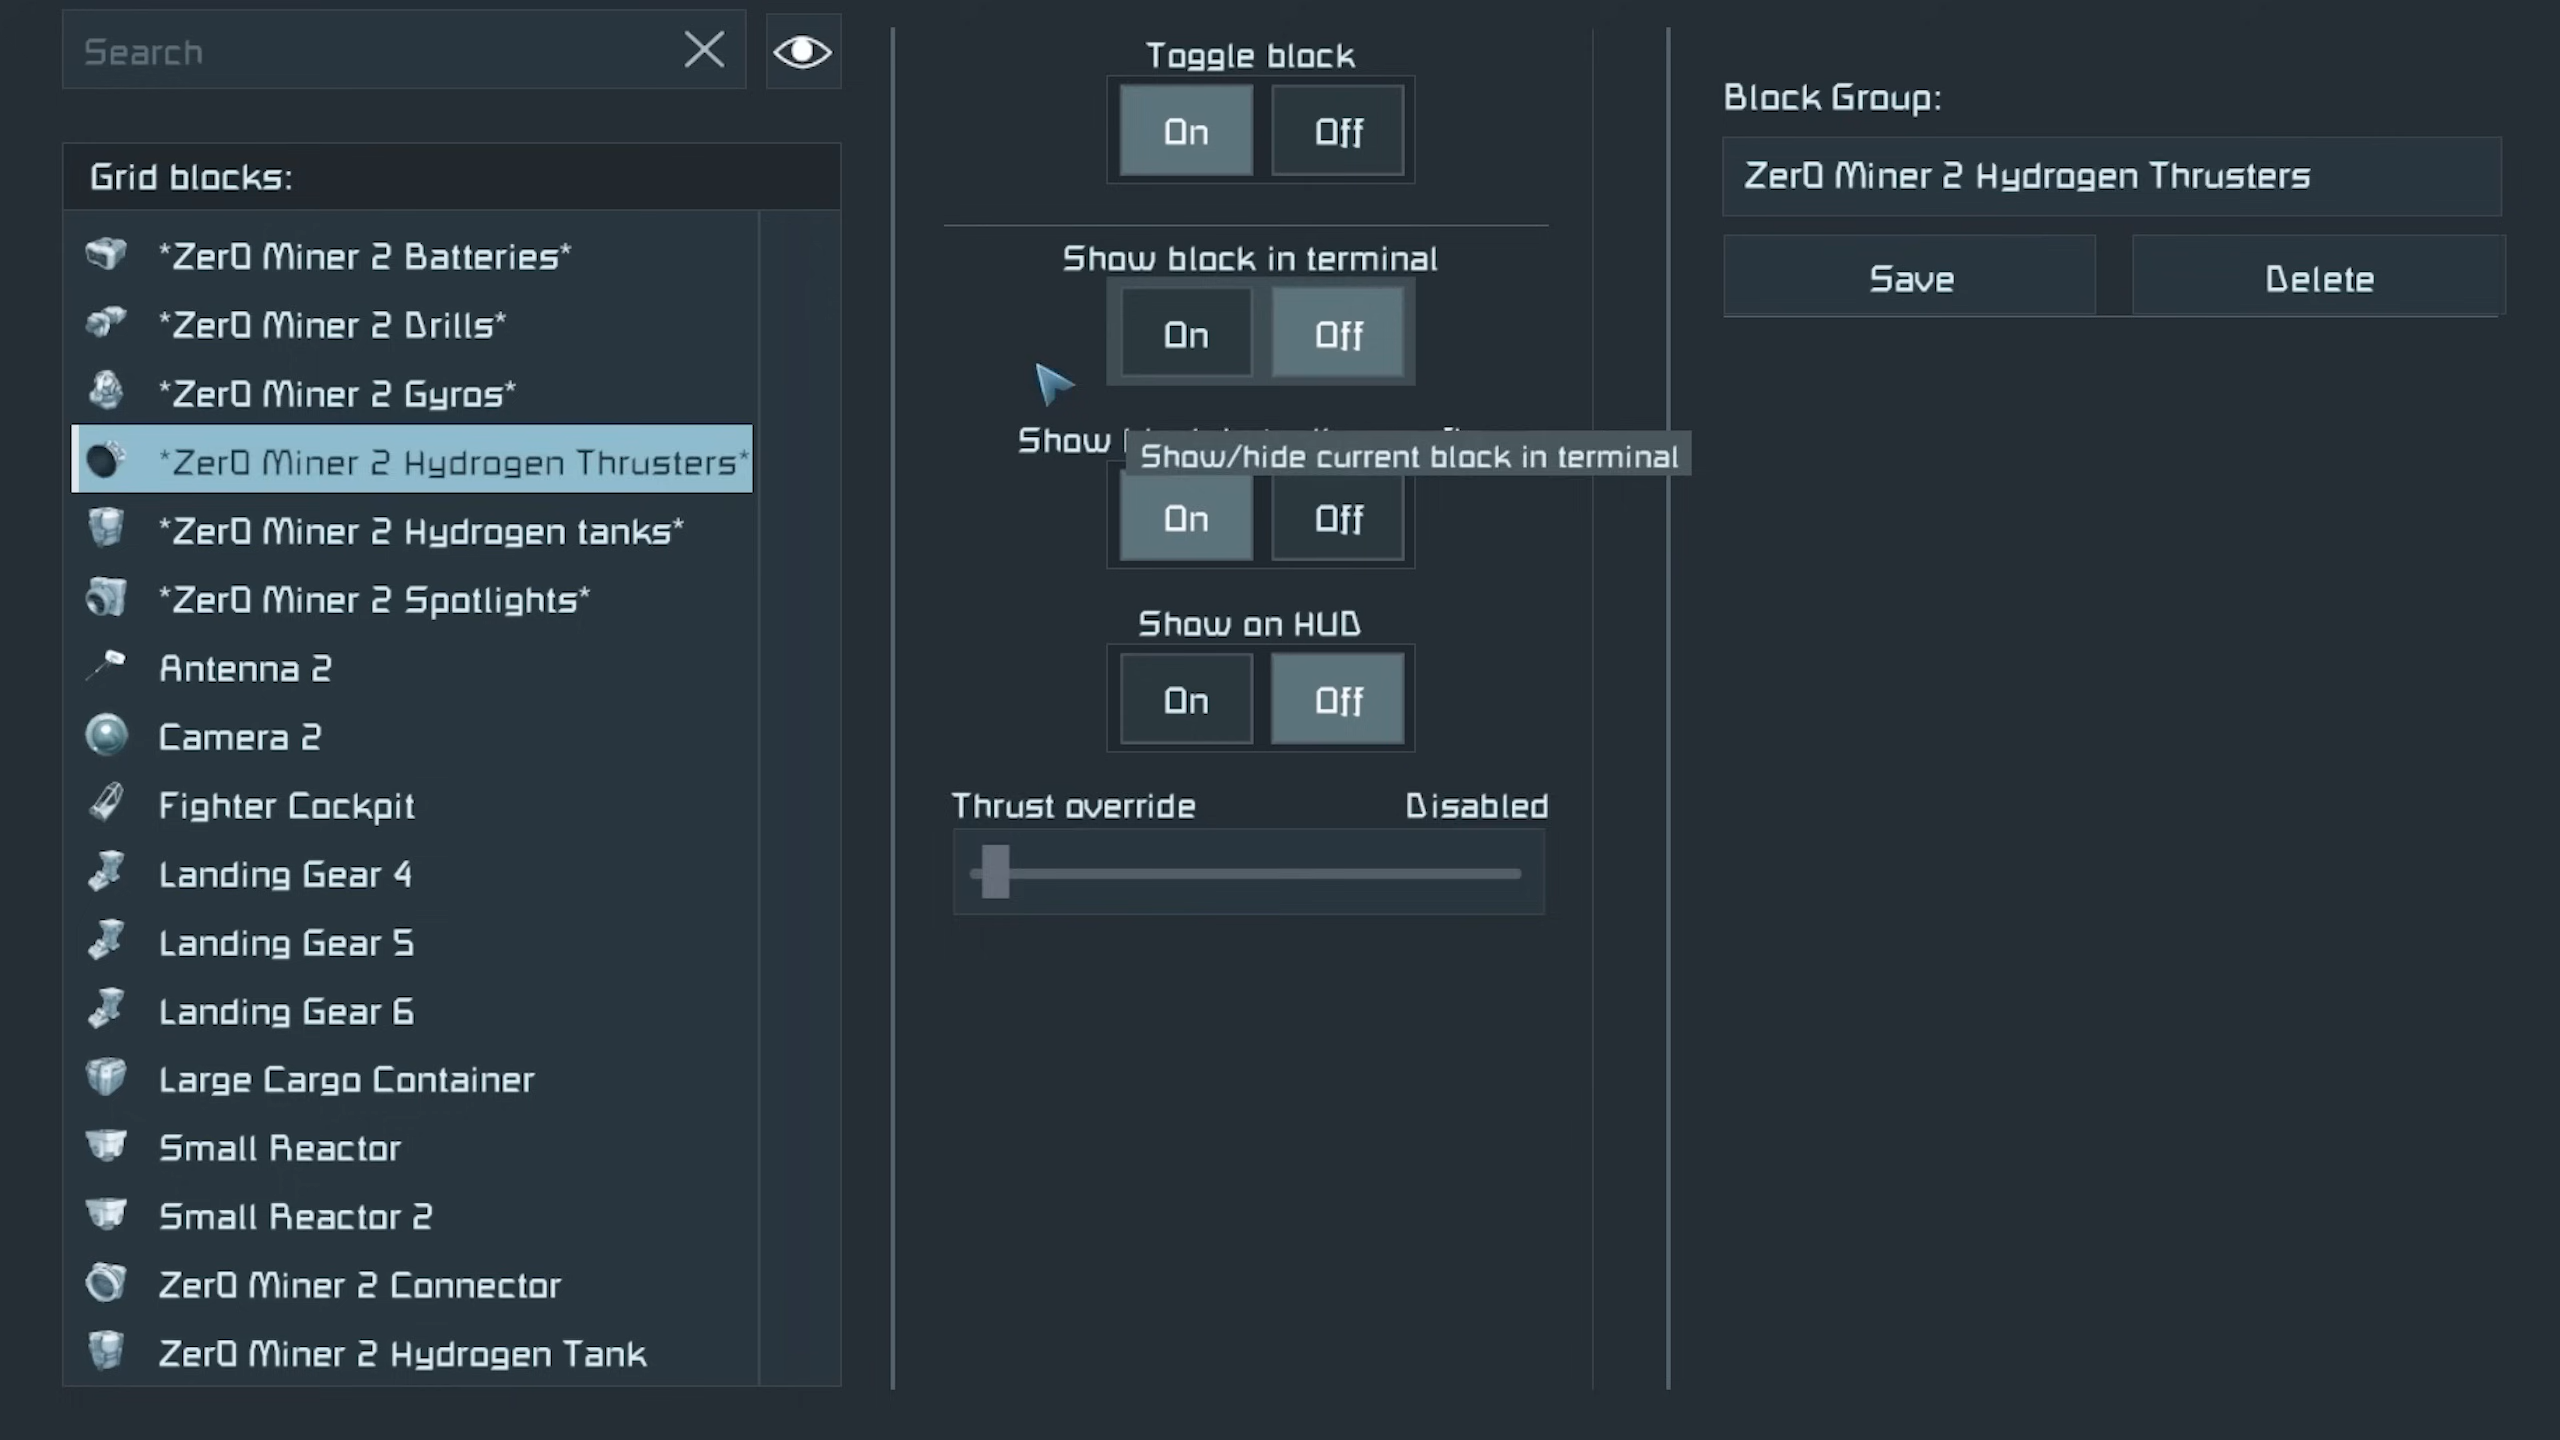 Search
Grid blocks:
*Zer0 Miner 2 Batteries*
*Zer0 Miner 2 Drills*
*Zer0 Miner 2 Gyros*
*Zer0 Miner 2 Hydrogen Thrusters*
*Zer0 Miner 2 Hydrogen tanks*
*Zer0 Miner 2 Spotlights*
Antenna 2
Camera 2
Fighter Cockpit
Landing Gear 4
Landing Gear 5
Landing Gear 6
Large Cargo Container
Small Reactor
Small Reactor 2
Zer0 Miner 2 Connector
Zer0 Miner 2 Hydrogen Tank
Toggle block
On Off
Show block in terminal
On Off
Show
Show/hide current block in terminal
On Off
Show on HUD
On Off
Thrust override Disabled
Block Group:
Zer0 Miner 2 Hydrogen Thrusters
Save Delete